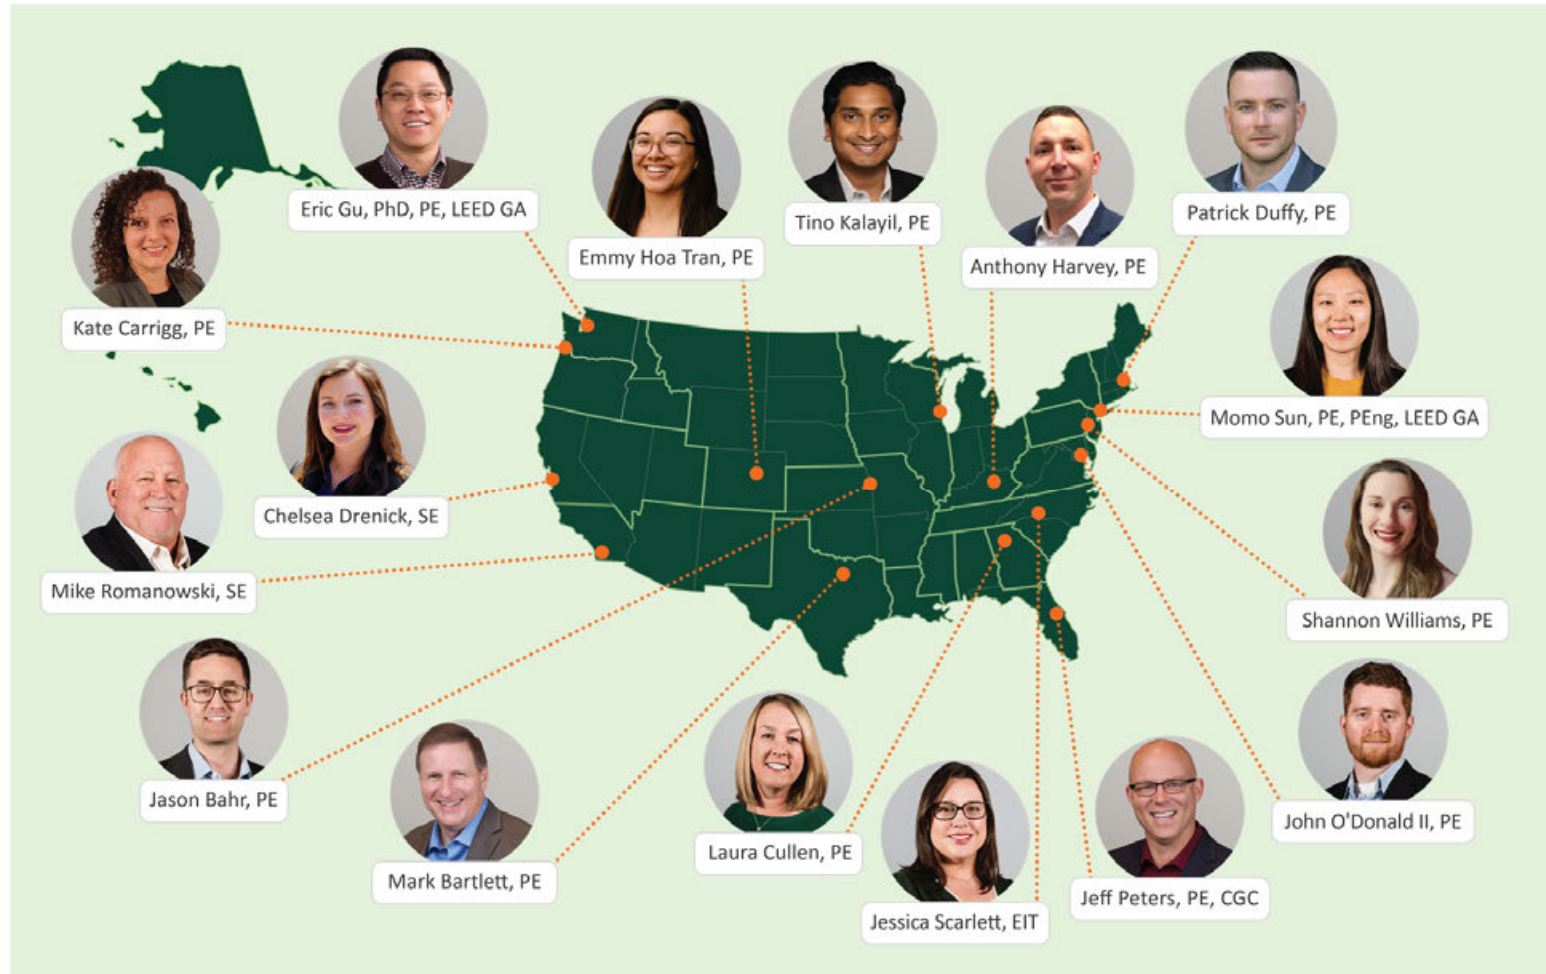 Eric Gu, PhD, PE, LEED GA
Emmy Hoa Tran, PE
Tino Kalayil, PE
Anthony Harvey, PE
Patrick Duffy, PE
Kate Carrigg, PE
Momo Sun, PE, PEng, LEED GA
Chelsea Drenick, SE
Mike Romanowski, SE
Shannon Williams, PE
Jason Bahr, PE
Mark Bartlett, PE
Laura Cullen, PE
Jessica Scarlett, EIT
Jeff Peters, PE, CGC
John O'Donald II, PE